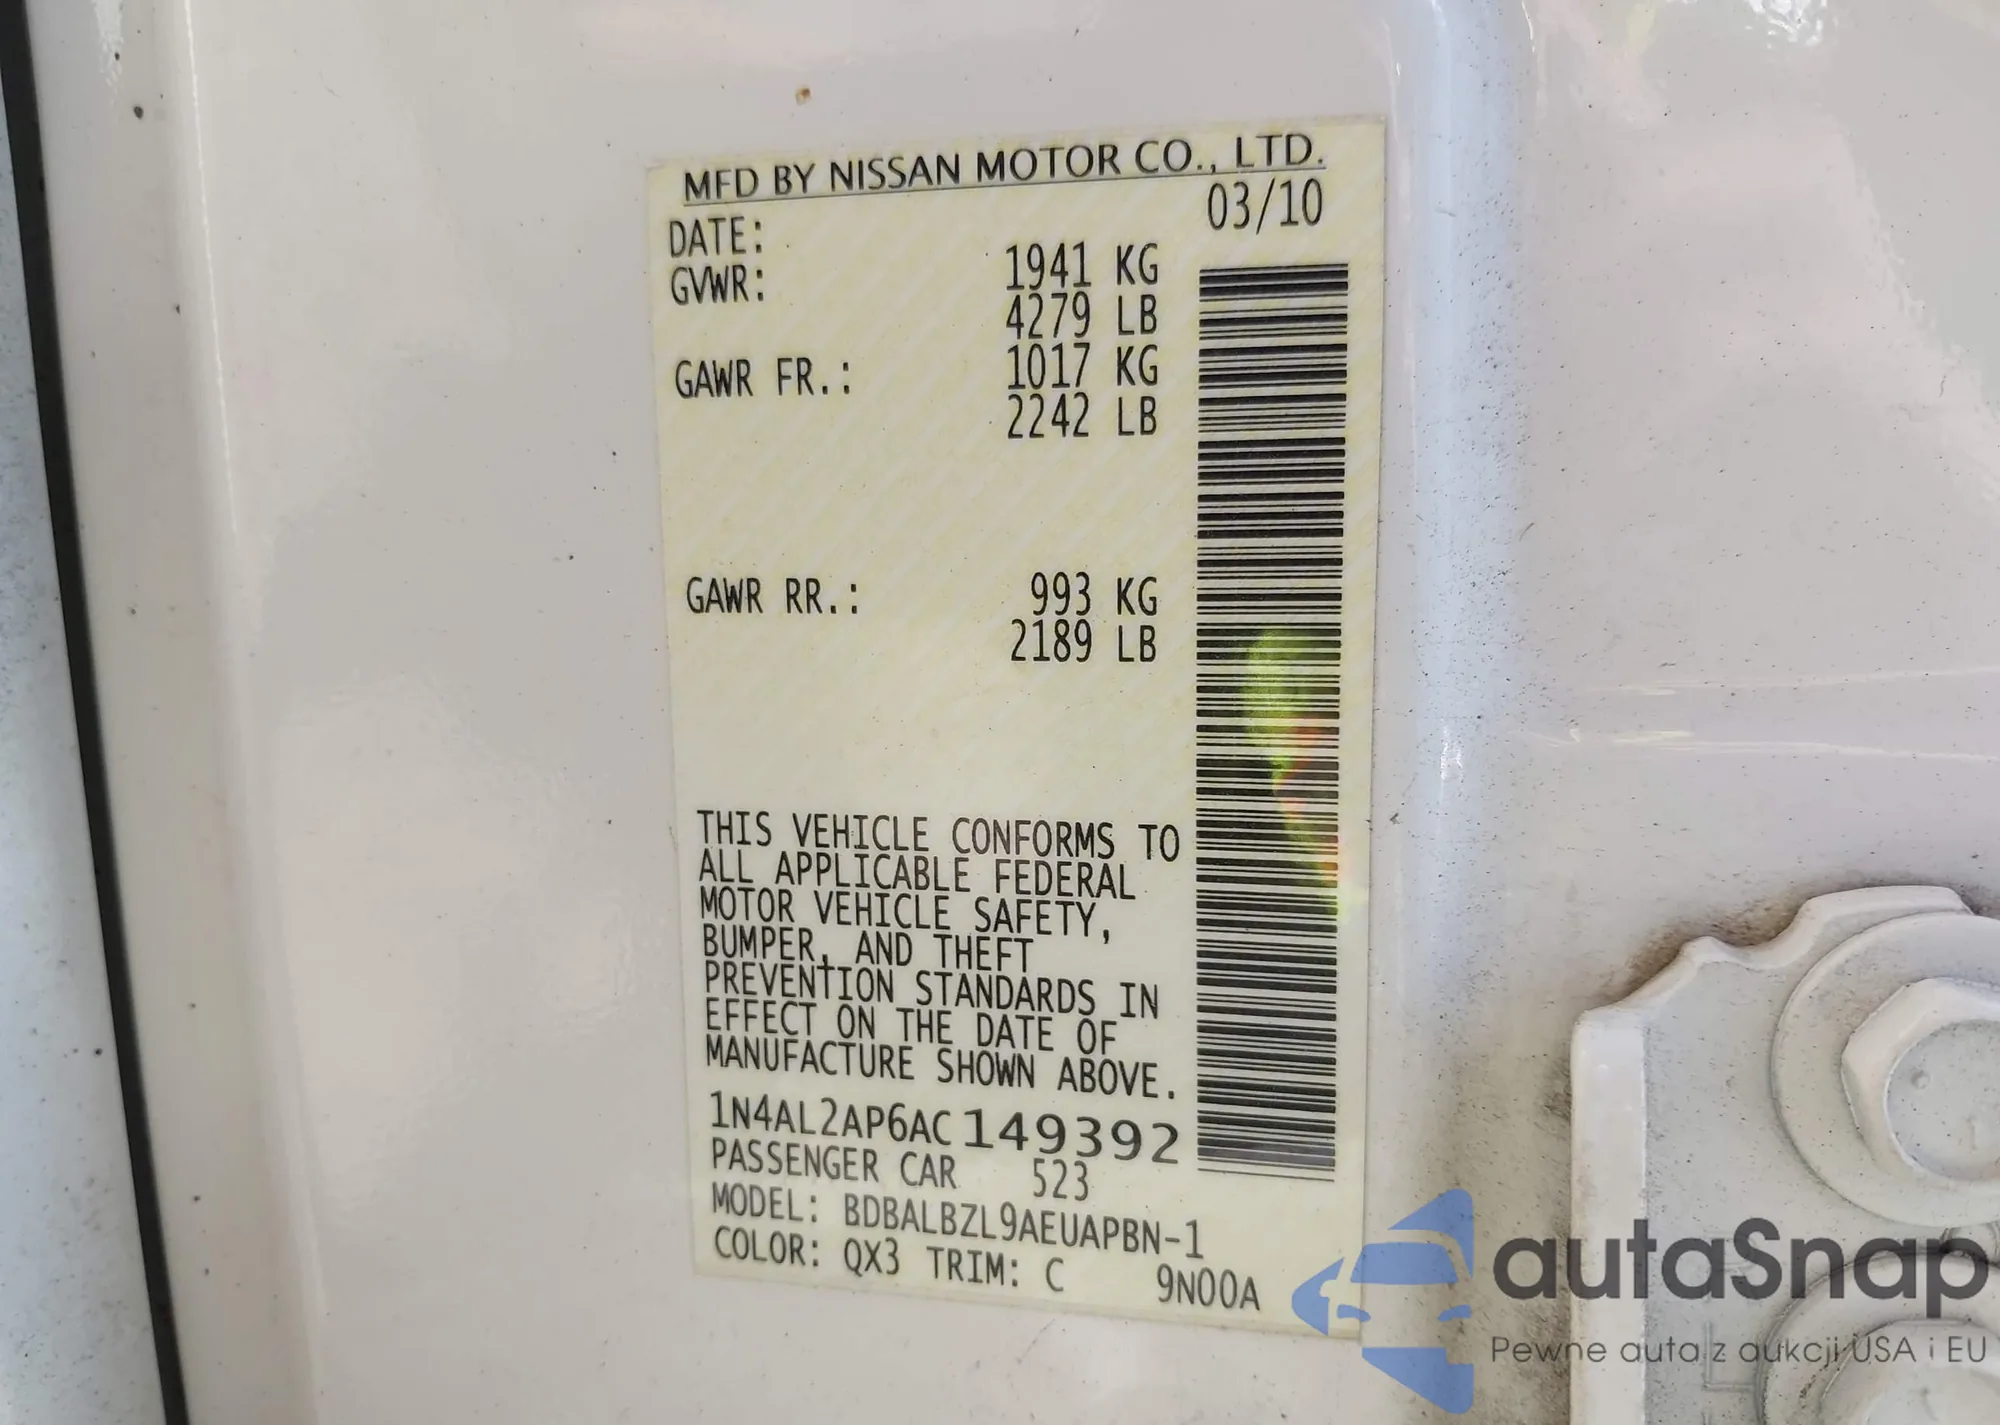 MFD BY NISSAN MOTOR CO., LTD.
DATE: 03/10
GVWR: 1941 KG
4279 LB
GAWR FR.: 1017 KG
2242 LB
GAWR RR.: 993 KG
2189 LB
THIS VEHICLE CONFORMS TO
ALL APPLICABLE FEDERAL
MOTOR VEHICLE SAFETY,
BUMPER, AND THEFT
PREVENTION STANDARDS IN
EFFECT ON THE DATE OF
MANUFACTURE SHOWN ABOVE.
1N4AL2AP6AC149392
PASSENGER CAR 523
MODEL: BDBALBZL9AEUAPBN-1
COLOR: QX3 TRIM: C 9N00A
autaSnap
Pewne auta z aukcji USA i EU